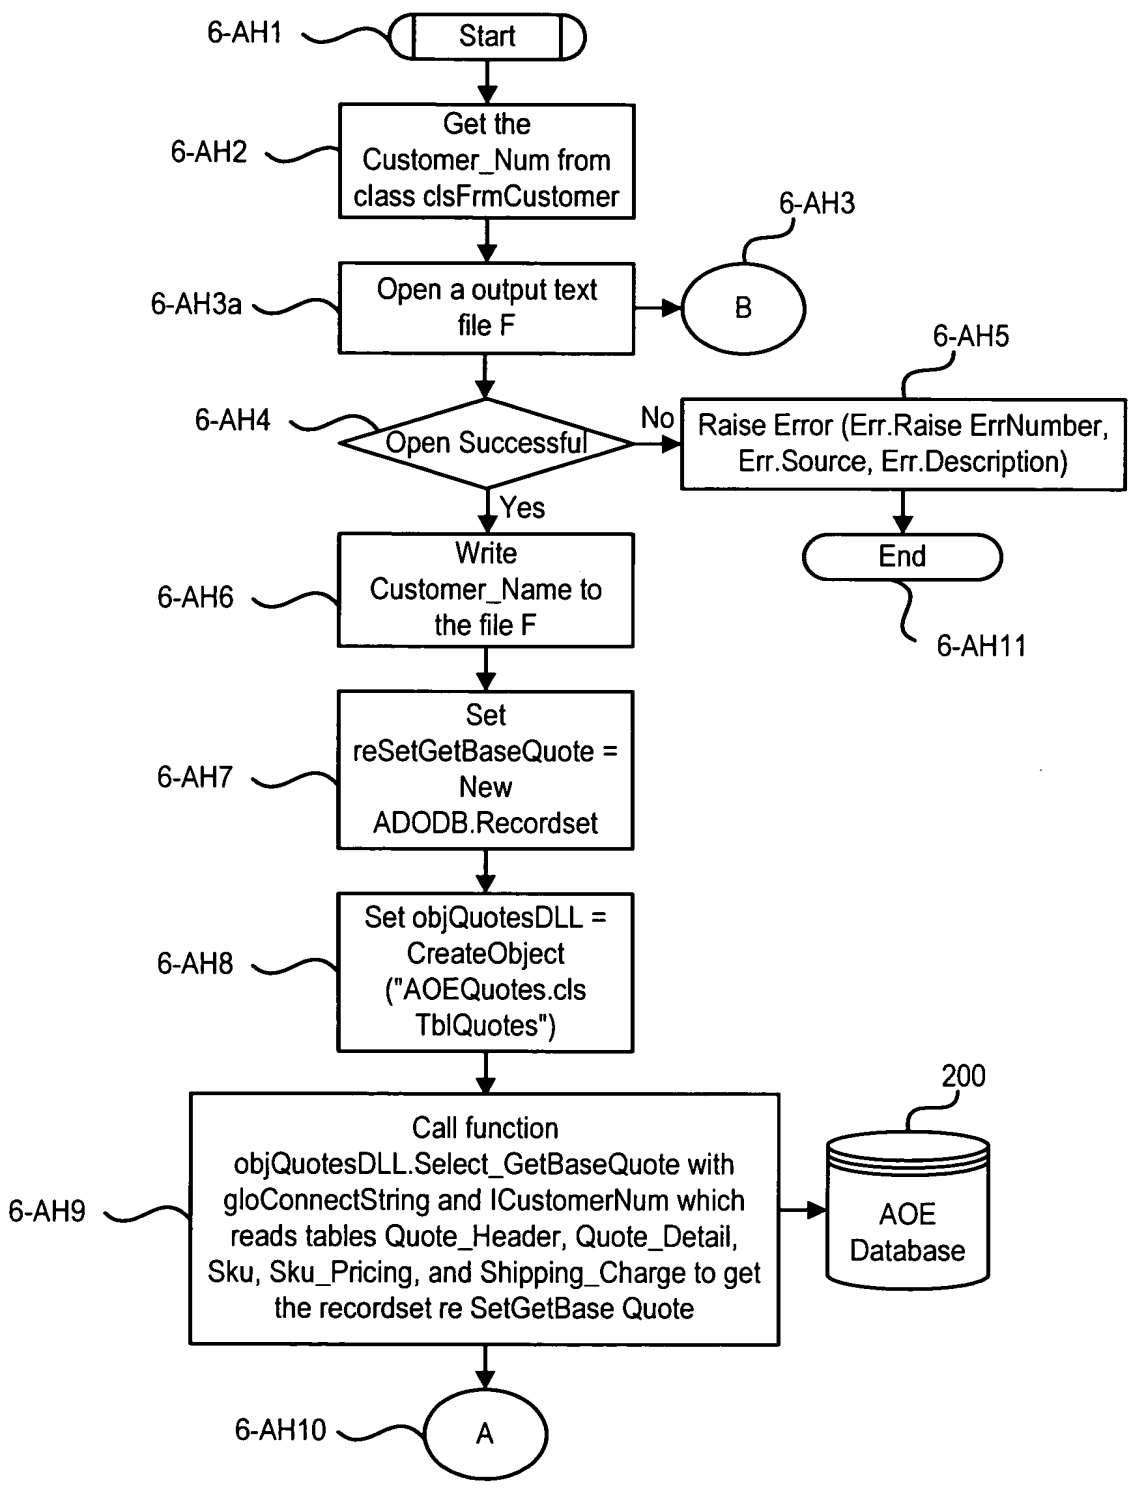 6-AH1
Start
Get the
Customer_Num from
class clsFrmCustomer
6-AH2
6-AH3
Open a output text
file F
6-AH3a
B
6-AH5
6-AH4
Open Successful
No
Raise Error (Err.Raise ErrNumber,
Err.Source, Err.Description)
Yes
End
Write
Customer_Name to
the file F
6-AH6
6-AH11
Set
reSetGetBaseQuote =
New
ADODB.Recordset
6-AH7
Set objQuotesDLL =
CreateObject
("AOEQuotes.cls
TblQuotes")
6-AH8
200
Call function
objQuotesDLL.Select_GetBaseQuote with
gloConnectString and ICustomerNum which
reads tables Quote_Header, Quote_Detail,
Sku, Sku_Pricing, and Shipping_Charge to get
the recordset re SetGetBase Quote
6-AH9
AOE
Database
6-AH10
A